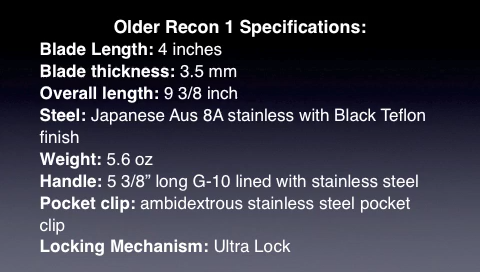 Older Recon 1 Specifications:
Blade Length: 4 inches
Blade thickness: 3.5 mm
Overall length: 9 3/8 inch
Steel: Japanese Aus 8A stainless with Black Teflon
finish
Weight: 5.6 oz
Handle: 5 3/8” long G-10 lined with stainless steel
Pocket clip: ambidextrous stainless steel pocket
clip
Locking Mechanism: Ultra Lock